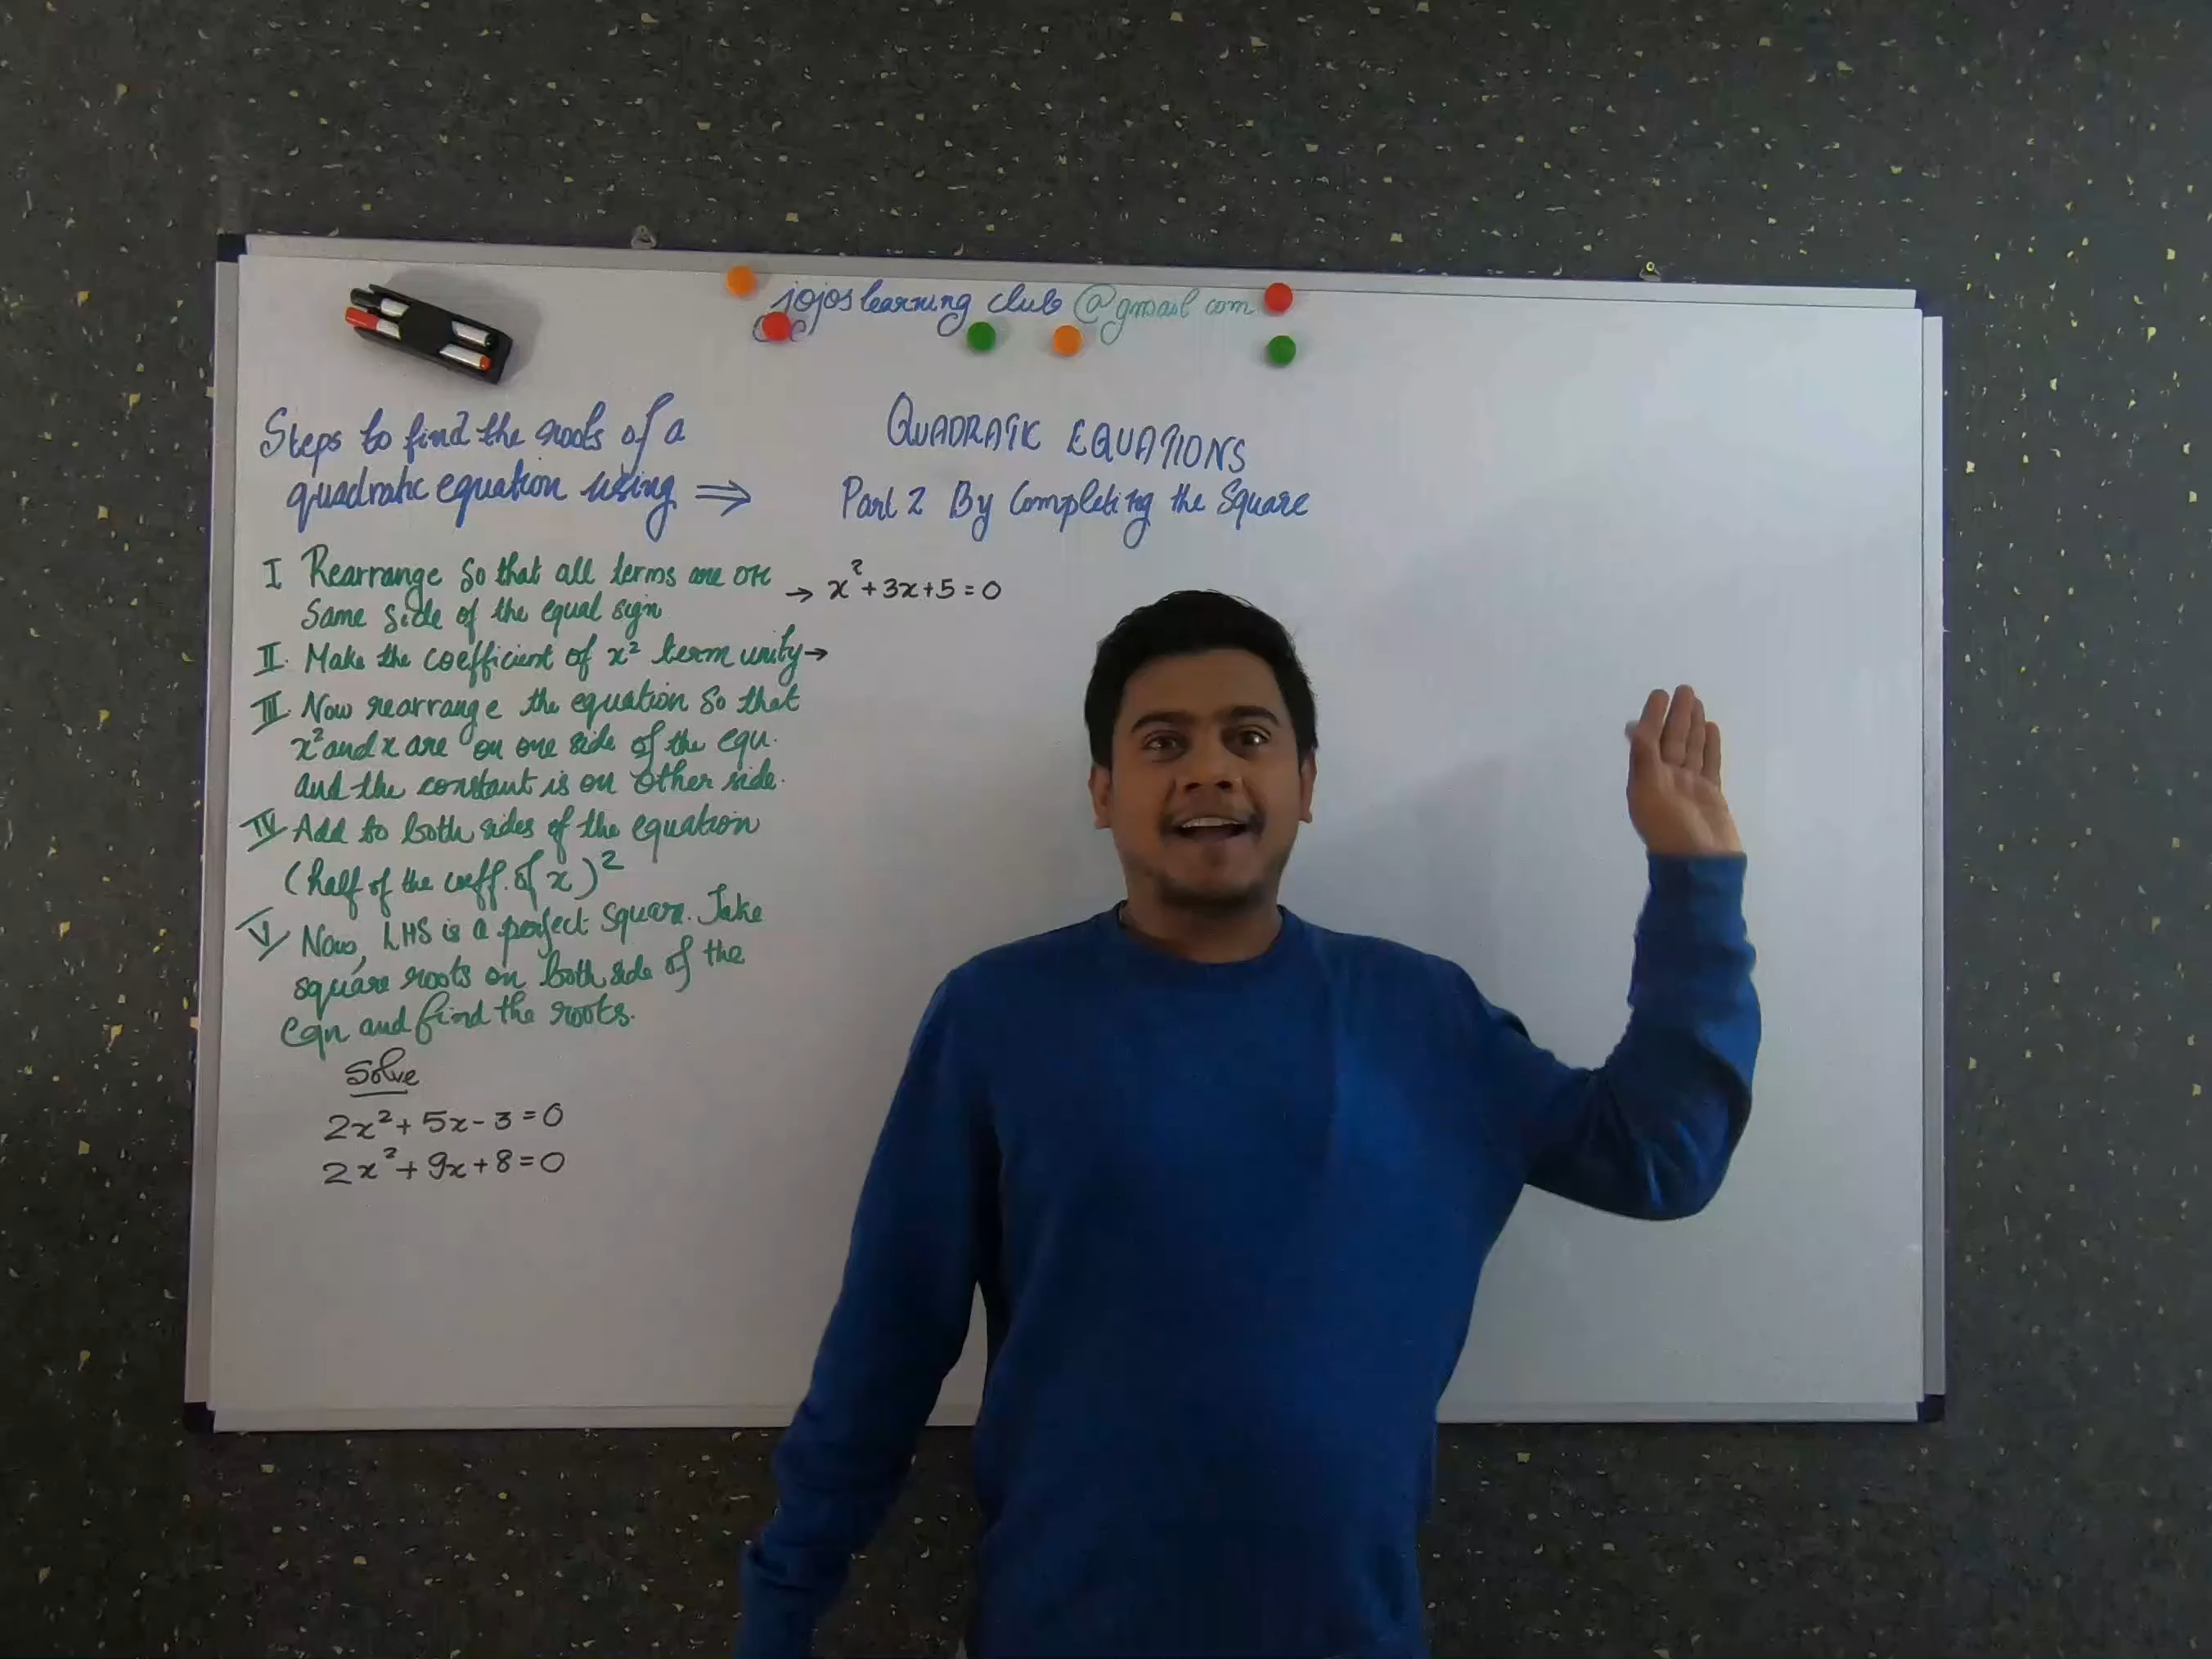 jojoslearning club @gmail com
Steps to find the roots of a
quadratic equation using ⇒
QUADRATIC EQUATIONS
Part 2 By Completing the Square
I Rearrange So that all terms are on
Same side of the equal sign
→ x² + 3x + 5 = 0
II. Make the coefficient of x² term unity →
III. Now rearrange the equation So that
x² and x are on one side of the equ.
and the constant is on other side.
IV Add to both sides of the equation
(half of the coeff. of x)²
V Now, LHS is a perfect square. Take
square roots on both side of the
Eqn and find the roots.
Solve
2x² + 5x - 3 = 0
2x² + 9x + 8 = 0